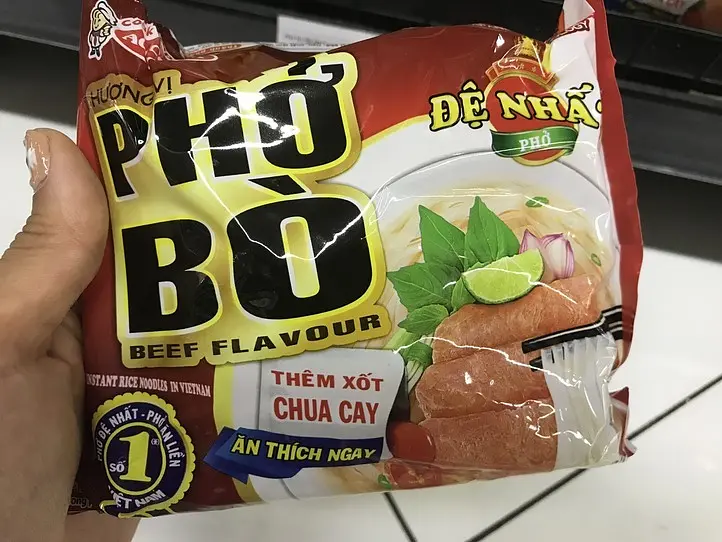 HƯƠNG VỊ
PHỞ
BÒ
BEEF FLAVOUR
ĐỆ NHẤ
PHỞ
INSTANT RICE NOODLES IN VIETNAM
THÊM XỐT
CHUA CAY
ĂN THÍCH NGAY
PHỞ ĐỆ NHẤT - PHỞ ĂN LIỀN
SỐ
1
VIỆT NAM